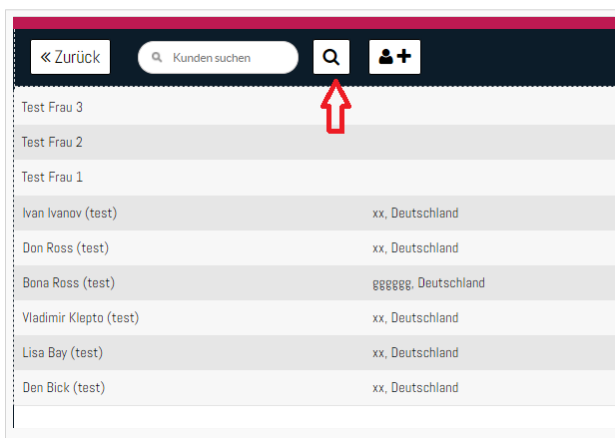 « Zurück Kunden suchen
Test Frau 3
Test Frau 2
Test Frau 1
Ivan Ivanov (test) xx, Deutschland
Don Ross (test) xx, Deutschland
Bona Ross (test) gggggg, Deutschland
Vladimir Klepto (test) xx, Deutschland
Lisa Bay (test) xx, Deutschland
Den Bick (test) xx, Deutschland